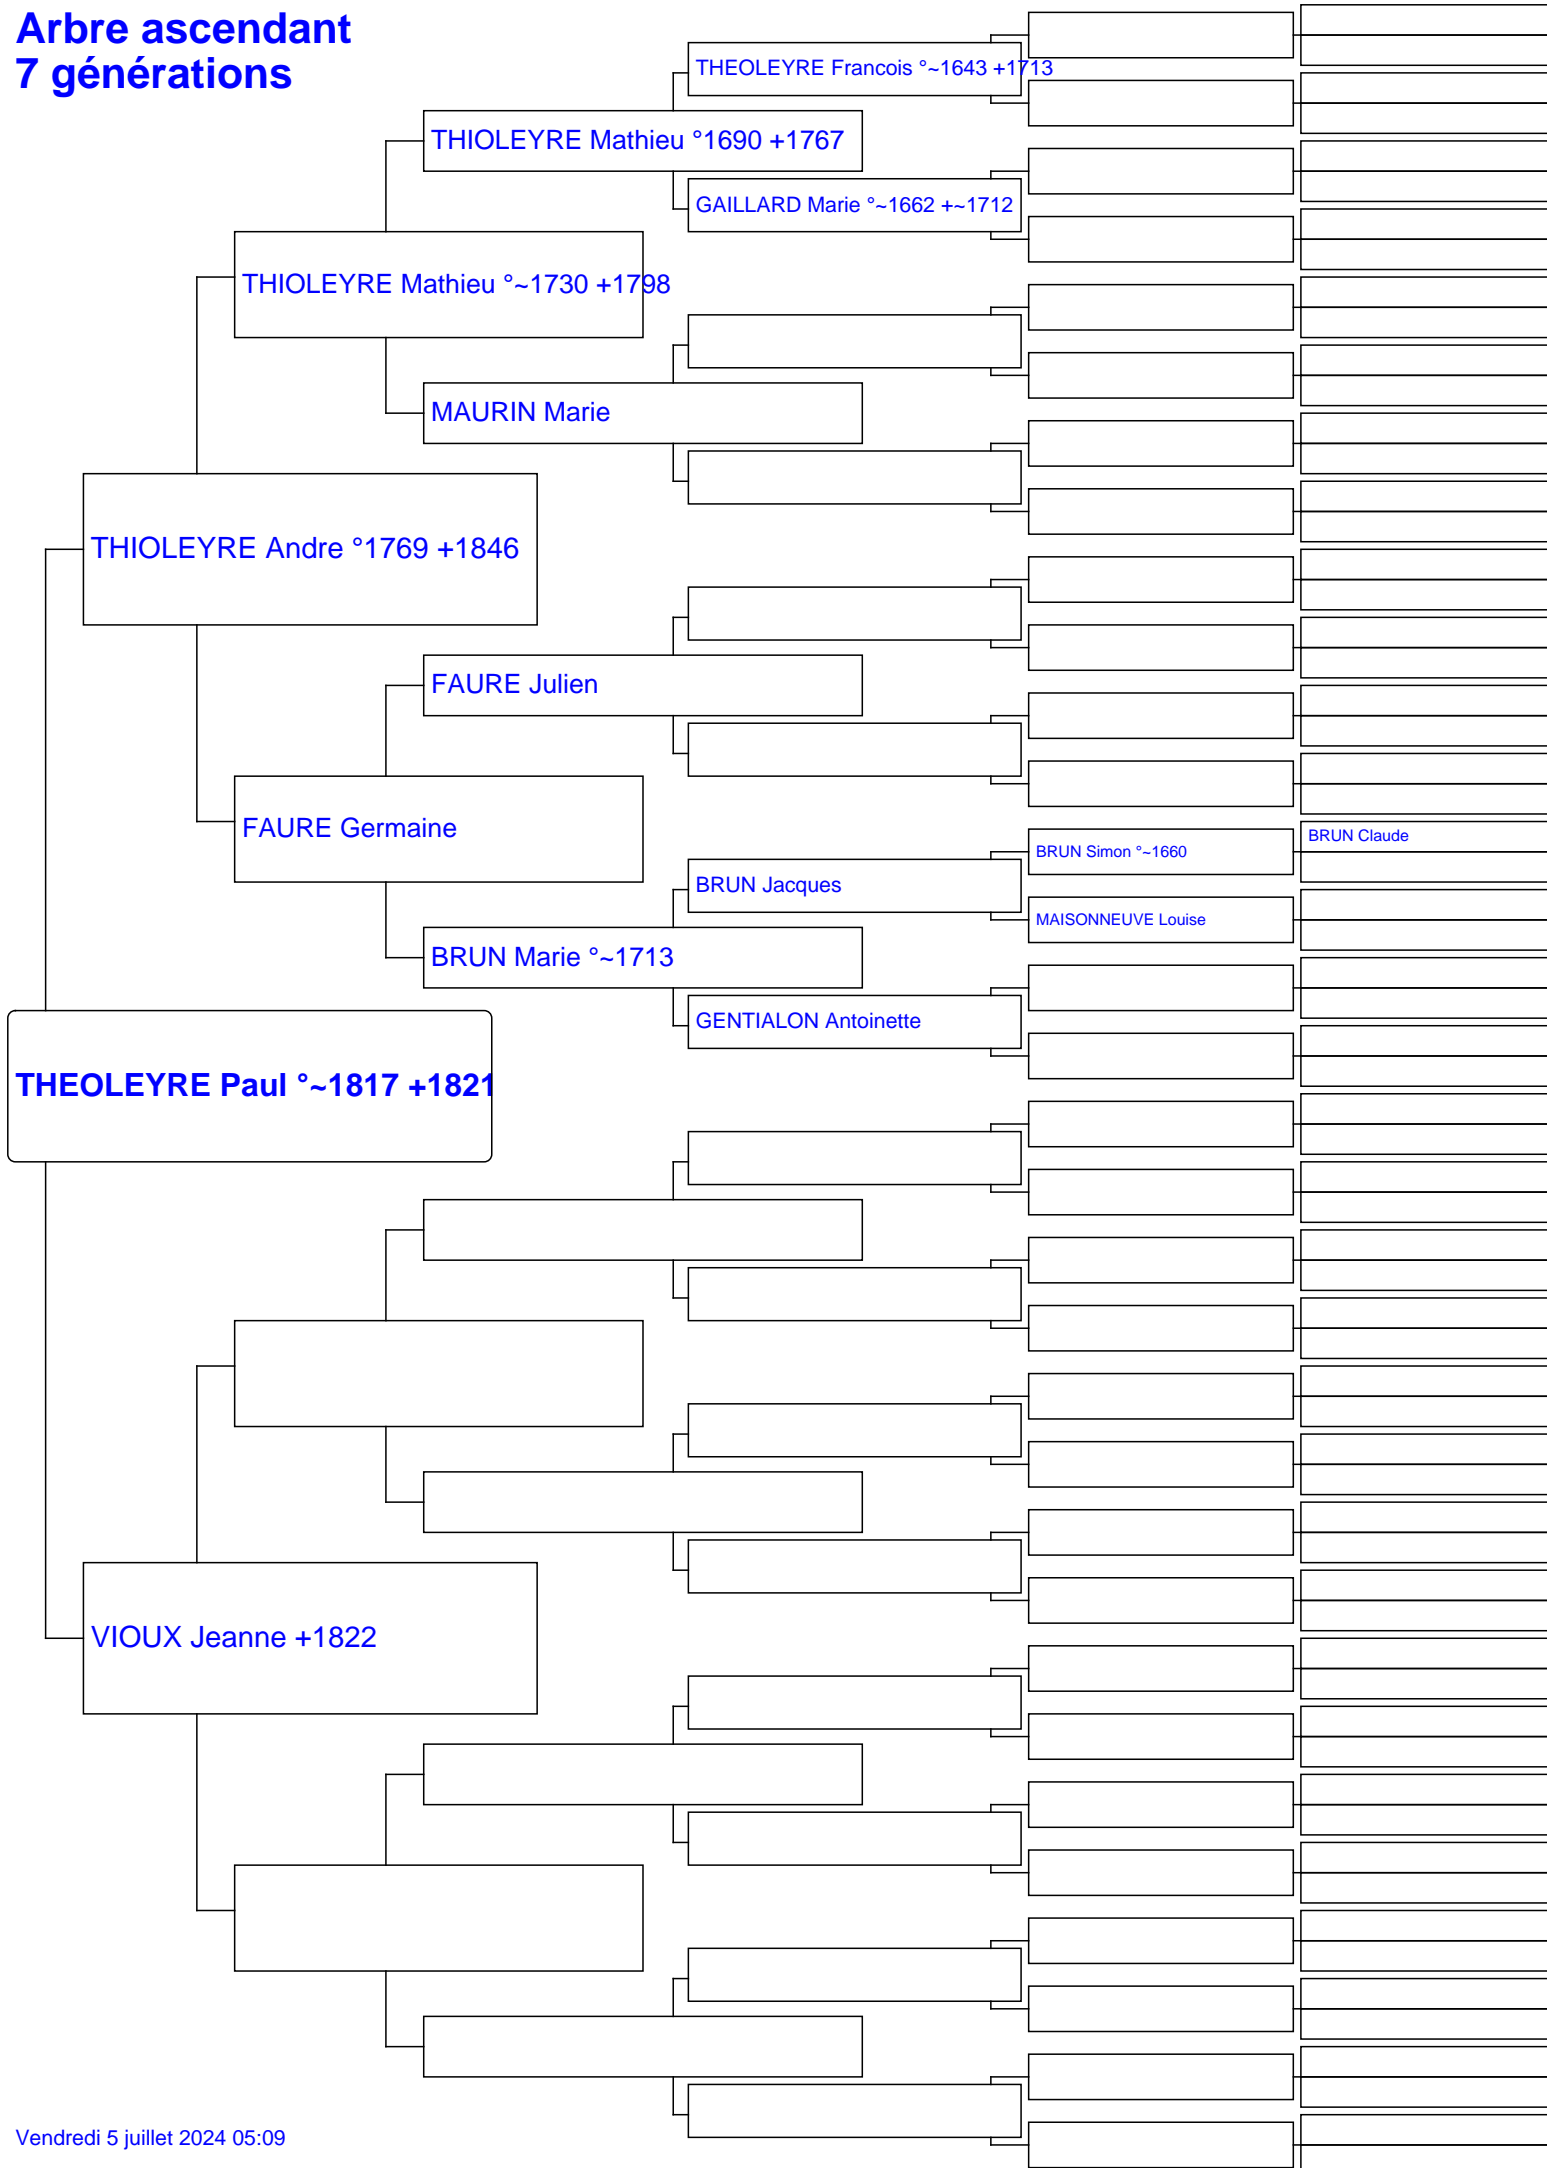 Arbre ascendant
7 générations
THEOLEYRE Francois °~1643 +1713
THIOLEYRE Mathieu °1690 +1767
GAILLARD Marie °~1662 +~1712
THIOLEYRE Mathieu °~1730 +1798
MAURIN Marie
THIOLEYRE Andre °1769 +1846
FAURE Julien
FAURE Germaine
BRUN Claude
BRUN Simon °~1660
BRUN Jacques
MAISONNEUVE Louise
BRUN Marie °~1713
GENTIALON Antoinette
THEOLEYRE Paul °~1817 +1821
VIOUX Jeanne +1822
Vendredi 5 juillet 2024 05:09